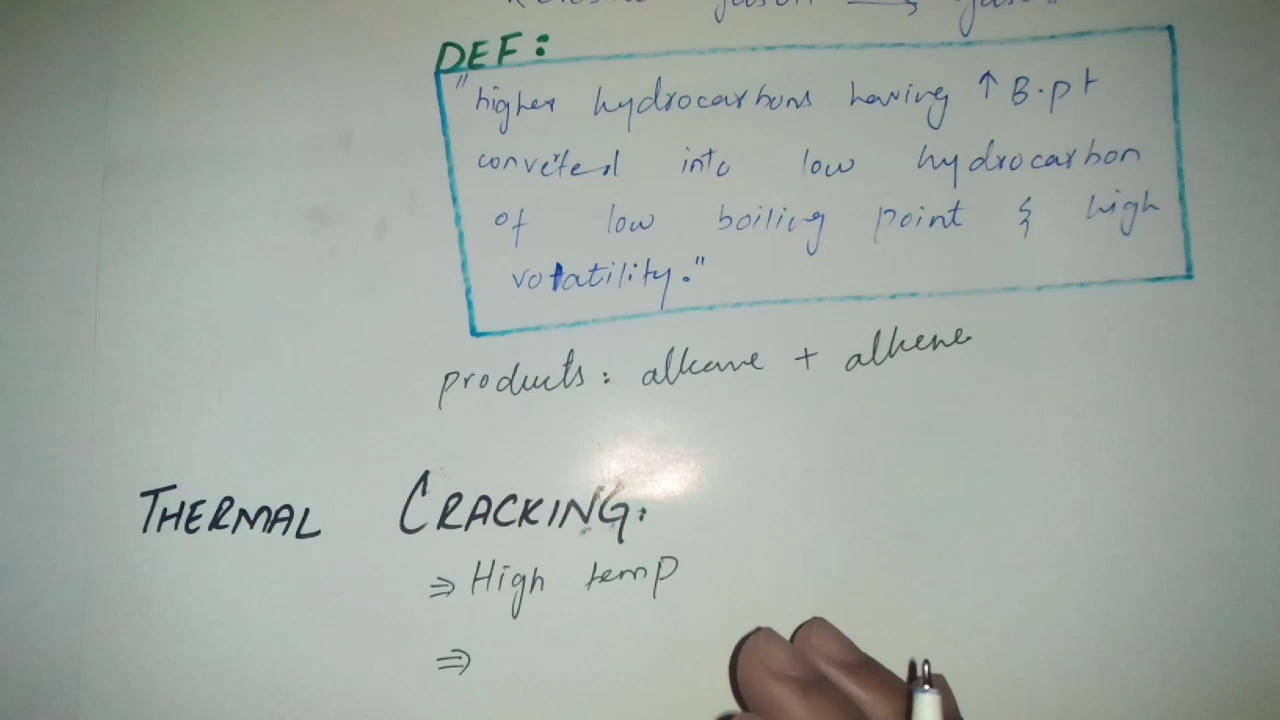 DEF:
"higher hydrocarbons having ↑ B.pt
conveted into low hydrocarbon
of low boiling point & high
volatility."
products: alkane + alkene
THERMAL CRACKING.
⇒ High temp
⇒